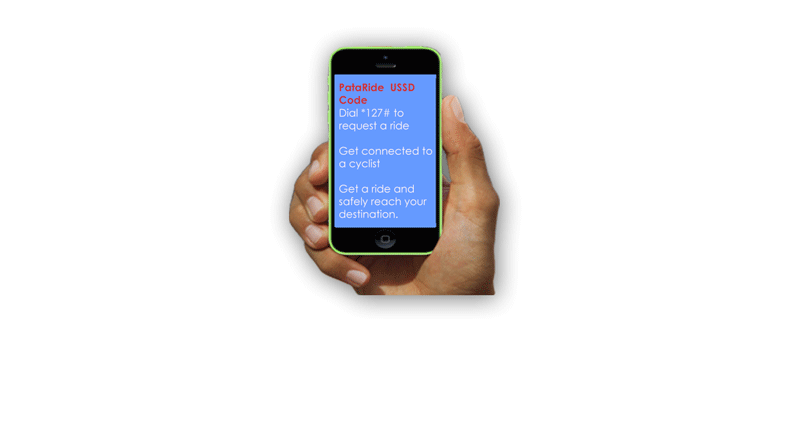 PataRide USSD
Code
Dial *127# to
request a ride
Get connected to
a cyclist
Get a ride and
safely reach your
destination.